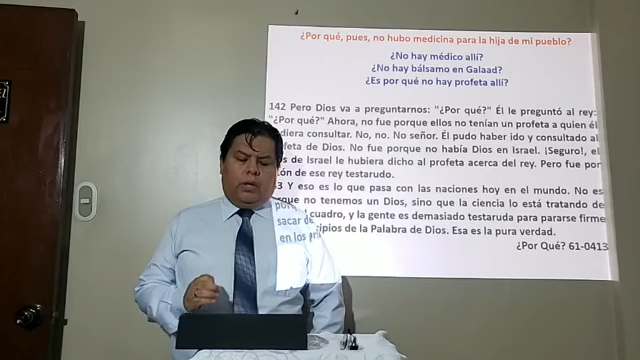 ¿Por qué, pues, no hubo medicina para la hija de mi pueblo?
¿No hay médico allí?
¿No hay bálsamo en Galaad?
¿Es por qué no hay profeta allí?
142 Pero Dios va a preguntarnos: "¿Por qué?" Él le preguntó al rey:
"¿Por qué?" Ahora, no fue porque ellos no tenían un profeta a quien él
diera consultar. No, no. No señor. Él pudo haber ido y consultado al
feta de Dios. No fue porque no había Dios en Israel. ¡Seguro!, el
s de Israel le hubiera dicho al profeta acerca del rey. Pero fue por
ón de ese rey testarudo.
3 Y eso es lo que pasa con las naciones hoy en el mundo. No es
que no tenemos un Dios, sino que la ciencia lo está tratando de
sacar de cuadro, y la gente es demasiado testaruda para pararse firme
en los pri cipios de la Palabra de Dios. Esa es la pura verdad.
¿Por Qué? 61-0413